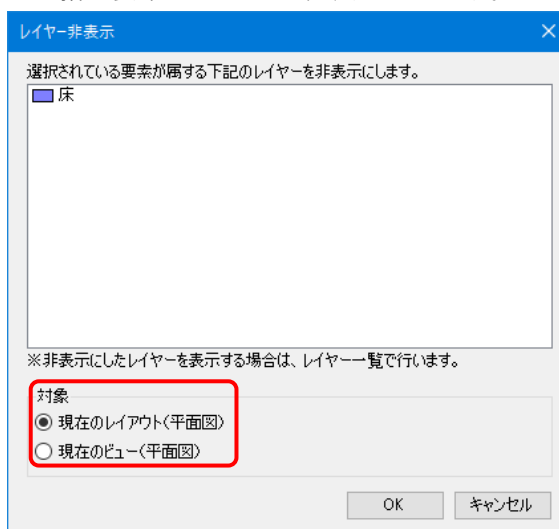 レイヤー非表示
選択されている要素が属する下記のレイヤーを非表示にします。
床
※非表示にしたレイヤーを表示する場合は、レイヤー一覧で行います。
対象
現在のレイアウト(平面図)
現在のビュー(平面図)
OK キャンセル